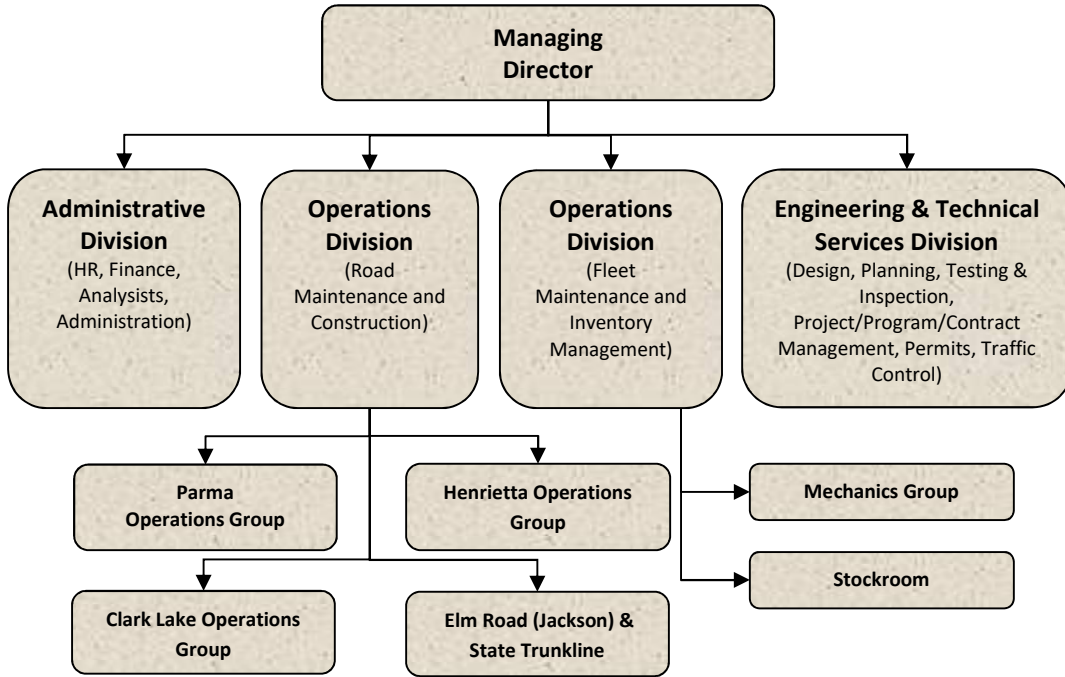 Managing
Director
Administrative
Division
(HR, Finance,
Analysists,
Administration)
Operations
Division
(Road
Maintenance and
Construction)
Operations
Division
(Fleet
Maintenance and
Inventory
Management)
Engineering & Technical
Services Division
(Design, Planning, Testing &
Inspection,
Project/Program/Contract
Management, Permits, Traffic
Control)
Parma
Operations Group
Henrietta Operations
Group
Mechanics Group
Stockroom
Clark Lake Operations
Group
Elm Road (Jackson) &
State Trunkline